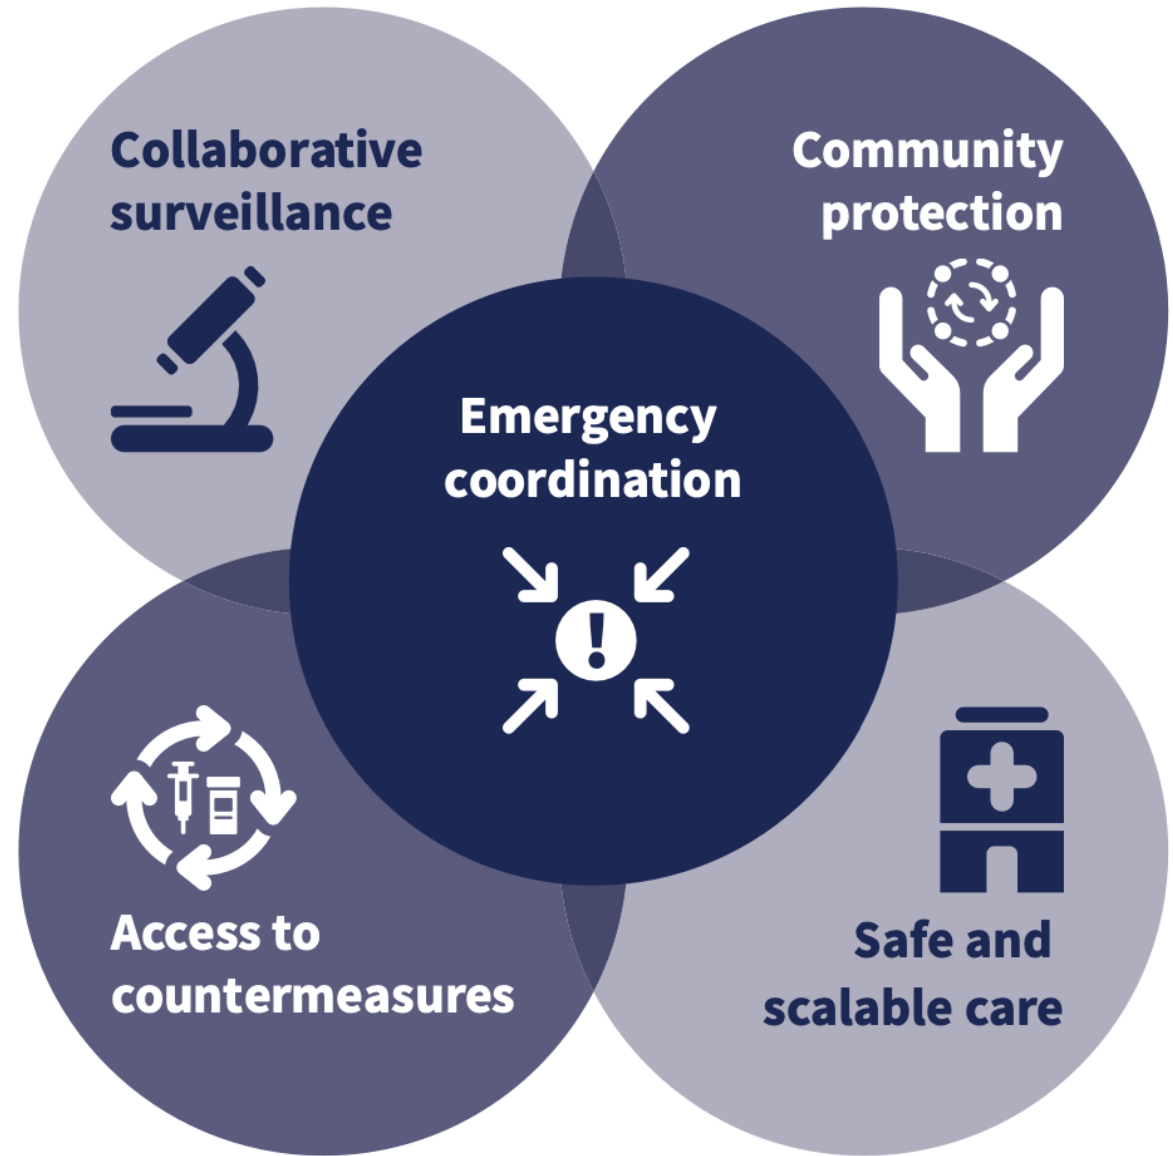 Collaborative
surveillance
Community
protection
Emergency
coordination
!
Access to
countermeasures
Safe and
scalable care